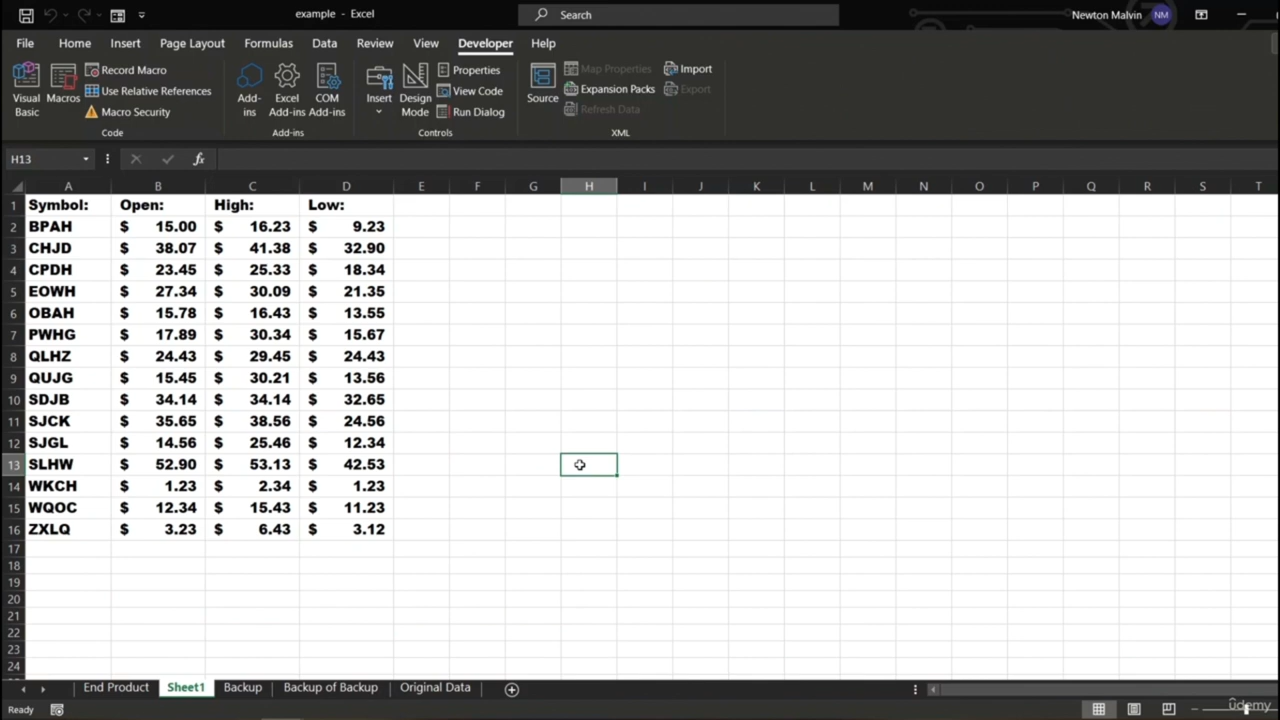 example - Excel
Search
Newton Malvin NM
File Home Insert Page Layout Formulas Data Review View Developer Help
Visual Basic
Macros
Record Macro
Use Relative References
Macro Security
Code
Add-ins
Excel Add-ins
COM Add-ins
Add-ins
Insert
Design Mode
Properties
View Code
Run Dialog
Controls
Source
Map Properties
Expansion Packs
Refresh Data
Import
Export
XML
H13 fx
A B C D E F G H I J K L M N O P Q R S T
1 Symbol: Open: High: Low:
2 BPAH $ 15.00 $ 16.23 $ 9.23
3 CHJD $ 38.07 $ 41.38 $ 32.90
4 CPDH $ 23.45 $ 25.33 $ 18.34
5 EOWH $ 27.34 $ 30.09 $ 21.35
6 OBAH $ 15.78 $ 16.43 $ 13.55
7 PWHG $ 17.89 $ 30.34 $ 15.67
8 QLHZ $ 24.43 $ 29.45 $ 24.43
9 QUJG $ 15.45 $ 30.21 $ 13.56
10 SDJB $ 34.14 $ 34.14 $ 32.65
11 SJCK $ 35.65 $ 38.56 $ 24.56
12 SJGL $ 14.56 $ 25.46 $ 12.34
13 SLHW $ 52.90 $ 53.13 $ 42.53
14 WKCH $ 1.23 $ 2.34 $ 1.23
15 WQOC $ 12.34 $ 15.43 $ 11.23
16 ZXLQ $ 3.23 $ 6.43 $ 3.12
17
18
19
20
21
22
23
24
End Product Sheet1 Backup Backup of Backup Original Data
Ready
udemy